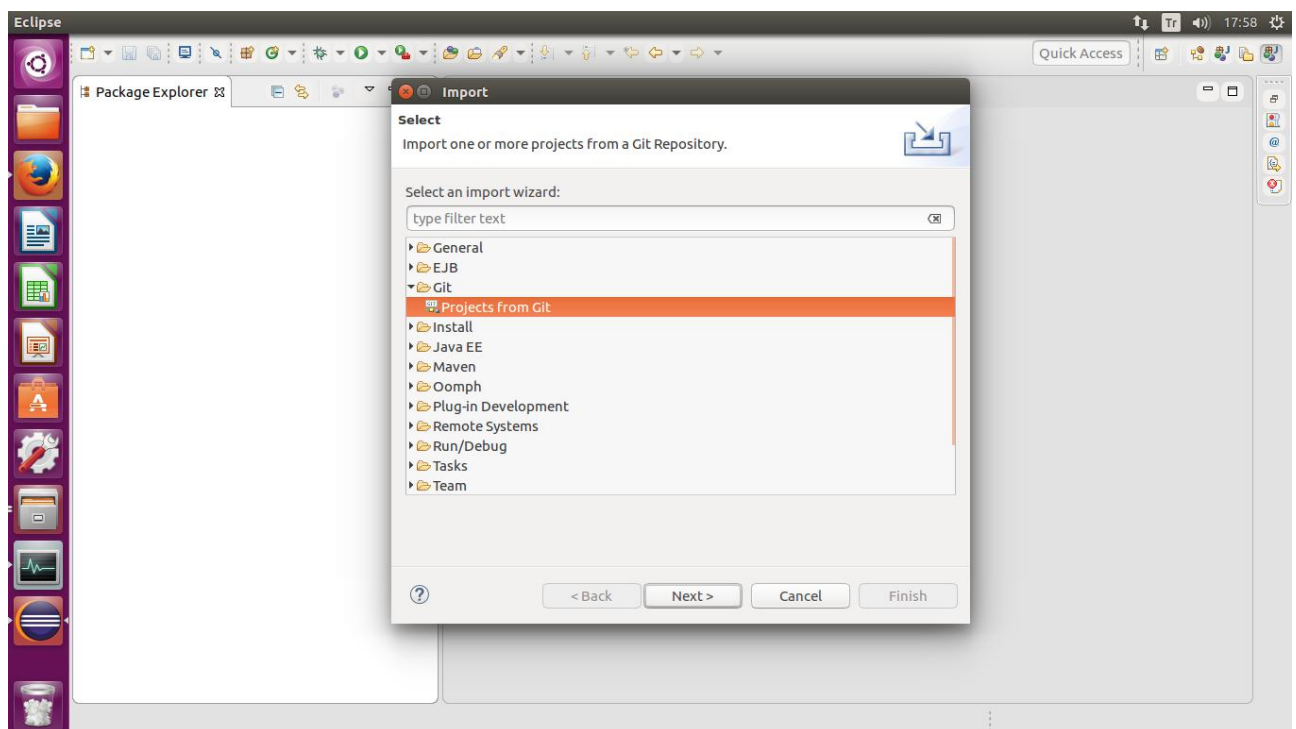 Eclipse
Tr 17:58
Quick Access
Package Explorer
Import
Select
Import one or more projects from a Git Repository.
Select an import wizard:
type filter text
General
EJB
Git
Projects from Git
Install
Java EE
Maven
Oomph
Plug-in Development
Remote Systems
Run/Debug
Tasks
Team
< Back Next > Cancel Finish